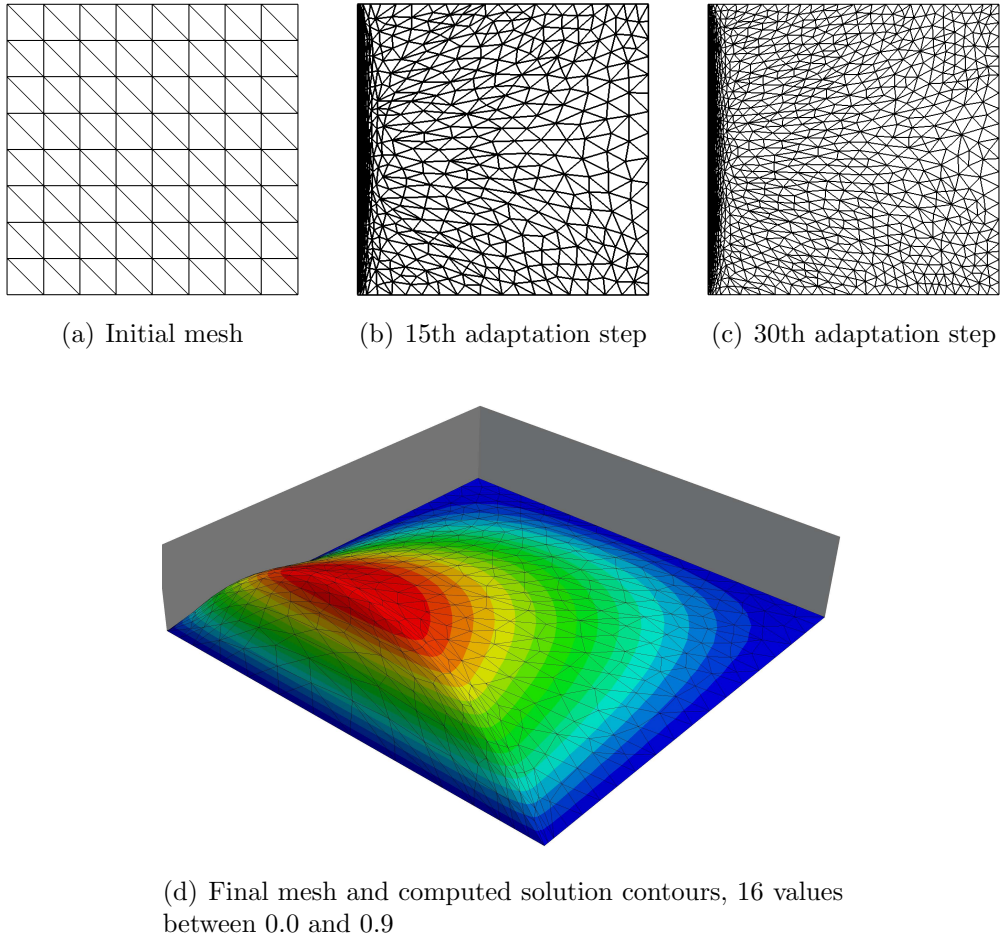 (a) Initial mesh
(b) 15th adaptation step
(c) 30th adaptation step
(d) Final mesh and computed solution contours, 16 values
between 0.0 and 0.9